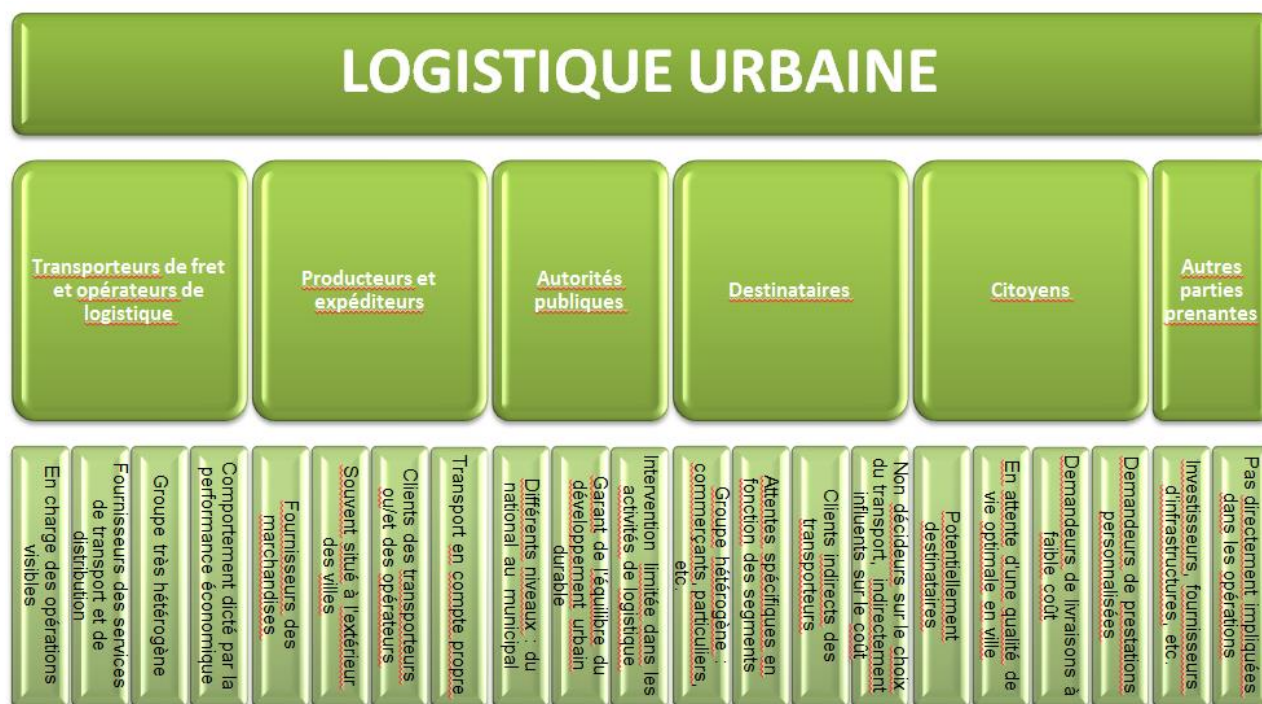 LOGISTIQUE URBAINE
Transporteurs de fret
et opérateurs de
logistique
Producteurs et
expéditeurs
Autorités
publiques
Destinataires
Citoyens
Autres
parties
prenantes
En charge des opérations
visibles
Fournisseurs des services
de transport et de
distribution
Groupe très hétérogène
Comportement dicté par la
performance économique
Fournisseurs des
marchandises
Souvent situé à l'extérieur
des villes
Clients des transporteurs
ou/et des opérateurs
Transport en compte propre
Différents niveaux : du
national au municipal
Garant de l'équilibre du
développement urbain
durable
Intervention limitée dans les
activités de logistique
Groupe hétérogène :
commerçants, particuliers,
etc.
Attentes spécifiques en
fonction des segments
Clients indirects des
transporteurs
Non décideurs sur le choix
du transport, indirectement
influents sur le coût
Potentiellement
destinataires
En attente d'une qualité de
vie optimale en ville
Demandeurs de livraisons à
faible coût
Demandeurs de prestations
personnalisées
Investisseurs, fournisseurs
d'infrastructures, etc.
Pas directement impliquées
dans les opérations